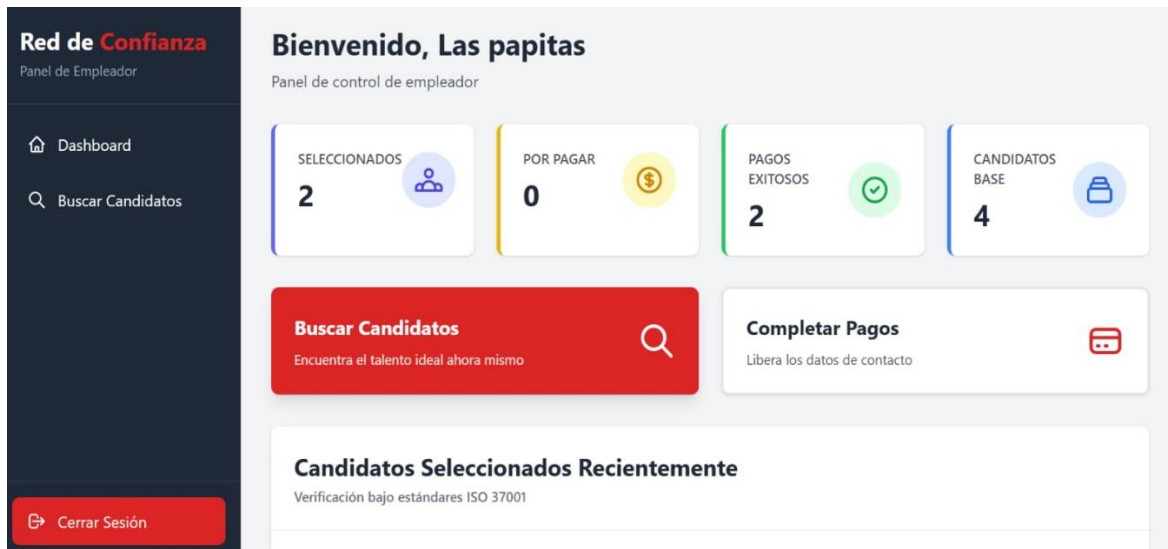 Red de Confianza
Panel de Empleador
Dashboard
Buscar Candidatos
Cerrar Sesión
Bienvenido, Las papitas
Panel de control de empleador
SELECCIONADOS
2
POR PAGAR
0
PAGOS
EXITOSOS
2
CANDIDATOS
BASE
4
Buscar Candidatos
Encuentra el talento ideal ahora mismo
Completar Pagos
Libera los datos de contacto
Candidatos Seleccionados Recientemente
Verificación bajo estándares ISO 37001